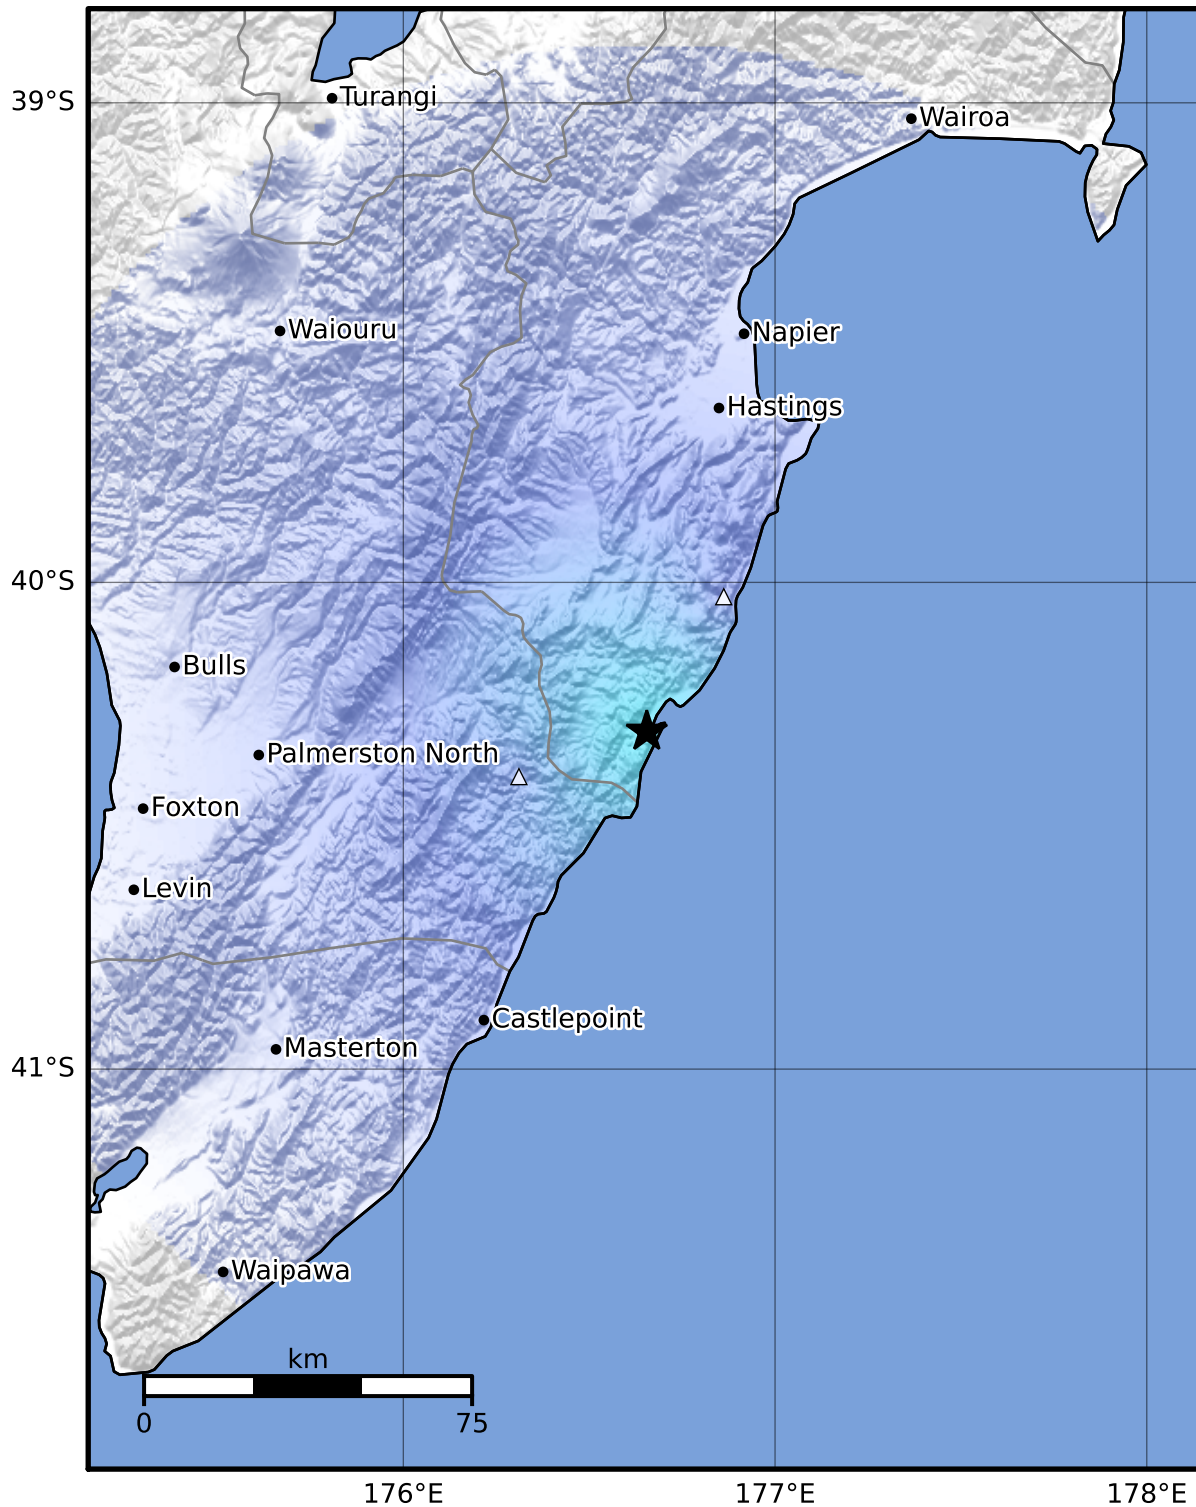 39°S
Turangi
Wairoa
Waiouru
Napier
Hastings
40°S
Bulls
Palmerston North
Foxton
Levin
Castlepoint
Masterton
41°S
Waipawa
km
0 75
176°E 177°E 178°E